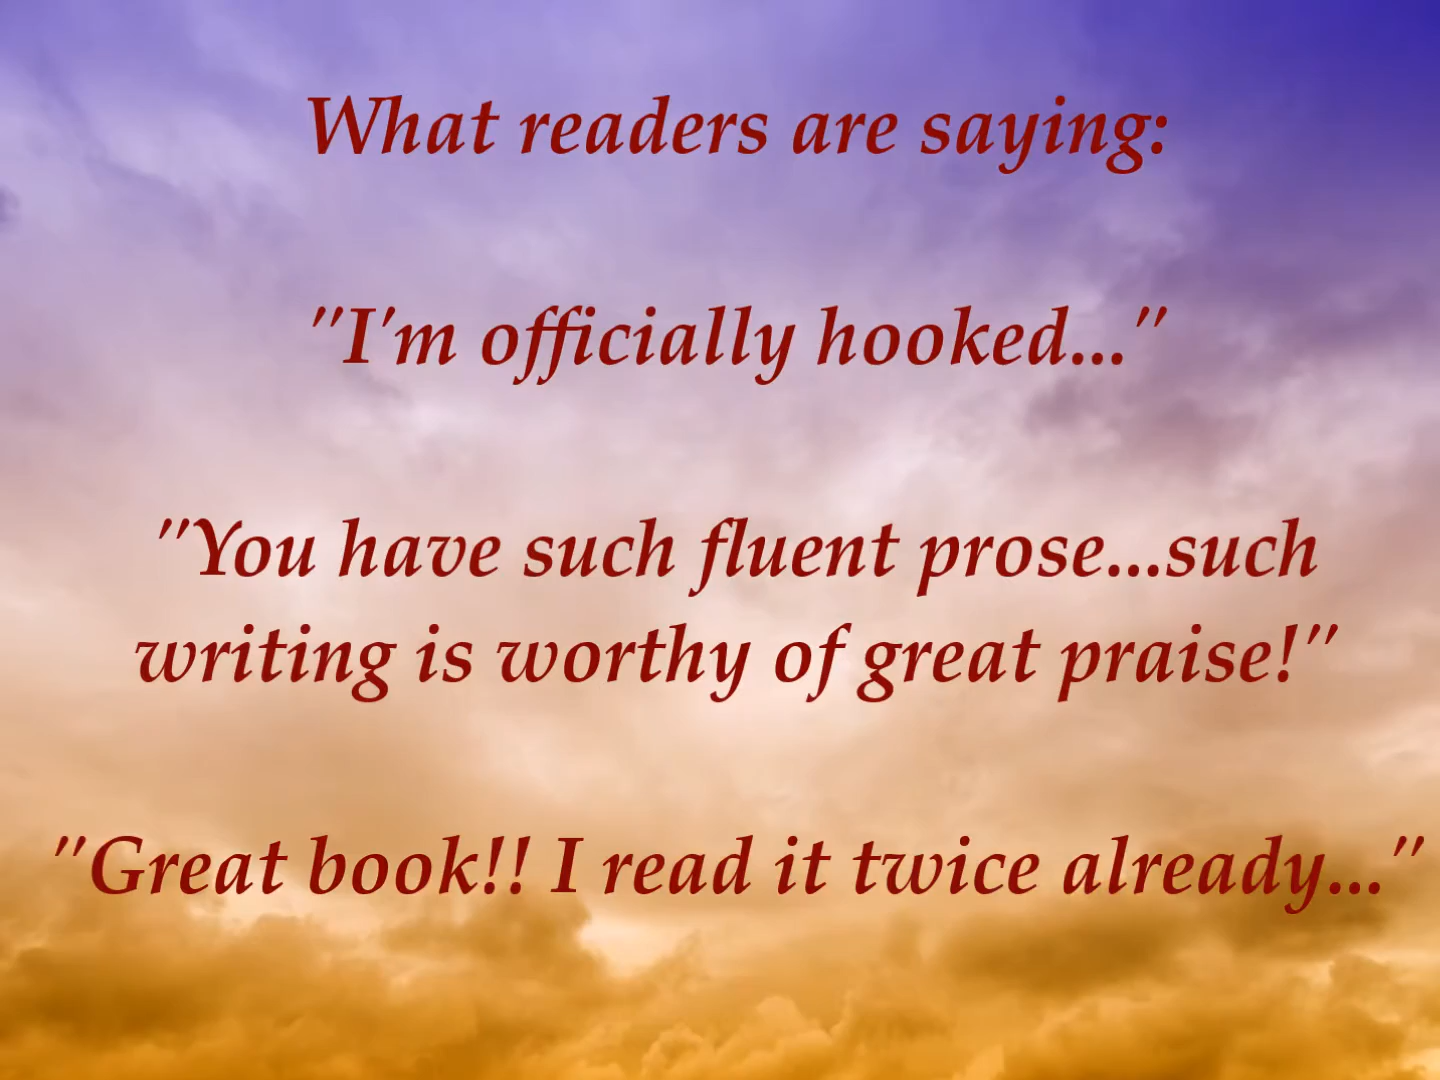 What readers are saying:
"I'm officially hooked..."
"You have such fluent prose...such
writing is worthy of great praise!"
"Great book!! I read it twice already..."